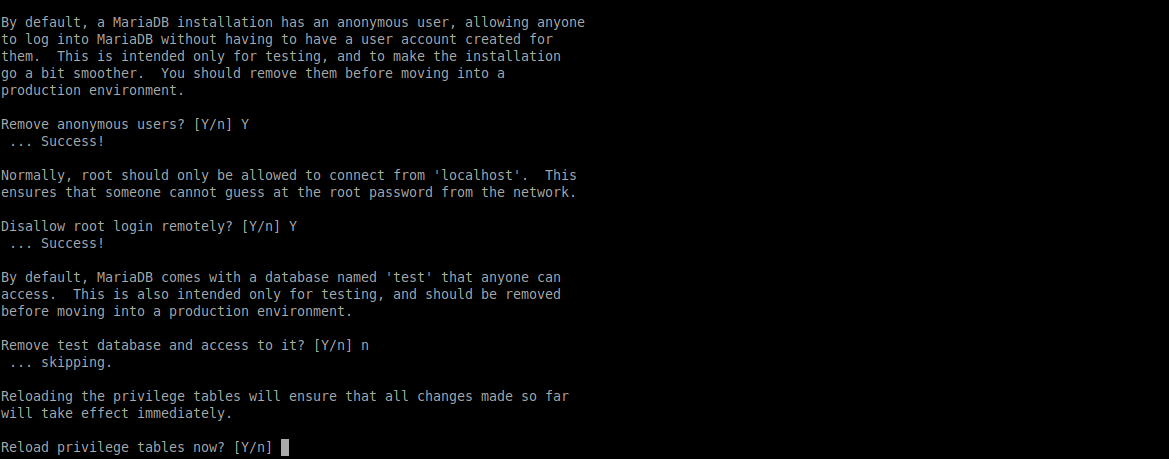 By default, a MariaDB installation has an anonymous user, allowing anyone
to log into MariaDB without having to have a user account created for
them.  This is intended only for testing, and to make the installation
go a bit smoother.  You should remove them before moving into a
production environment.

Remove anonymous users? [Y/n] Y
 ... Success!

Normally, root should only be allowed to connect from 'localhost'.  This
ensures that someone cannot guess at the root password from the network.

Disallow root login remotely? [Y/n] Y
 ... Success!

By default, MariaDB comes with a database named 'test' that anyone can
access.  This is also intended only for testing, and should be removed
before moving into a production environment.

Remove test database and access to it? [Y/n] n
 ... skipping.

Reloading the privilege tables will ensure that all changes made so far
will take effect immediately.

Reload privilege tables now? [Y/n]